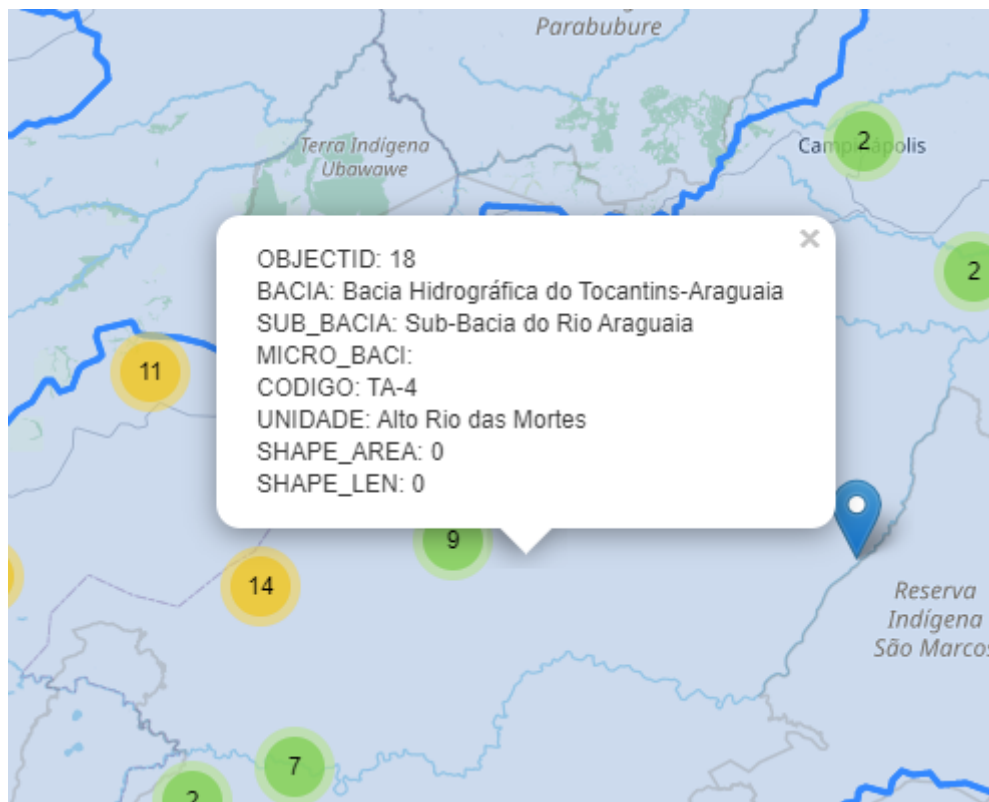 Parabubure
Terra Indígena
Ubawawe
2
2
×
OBJECTID: 18
BACIA: Bacia Hidrográfica do Tocantins-Araguaia
SUB_BACIA: Sub-Bacia do Rio Araguaia
MICRO_BACI:
CODIGO: TA-4
UNIDADE: Alto Rio das Mortes
SHAPE_AREA: 0
SHAPE_LEN: 0
11
9
14
Reserva
Indígena
São Marcos
7
2